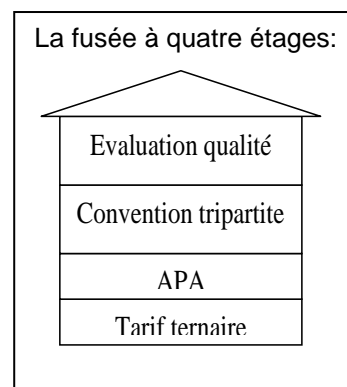 La fusée à quatre étages:
Evaluation qualité
Convention tripartite
APA
Tarif ternaire